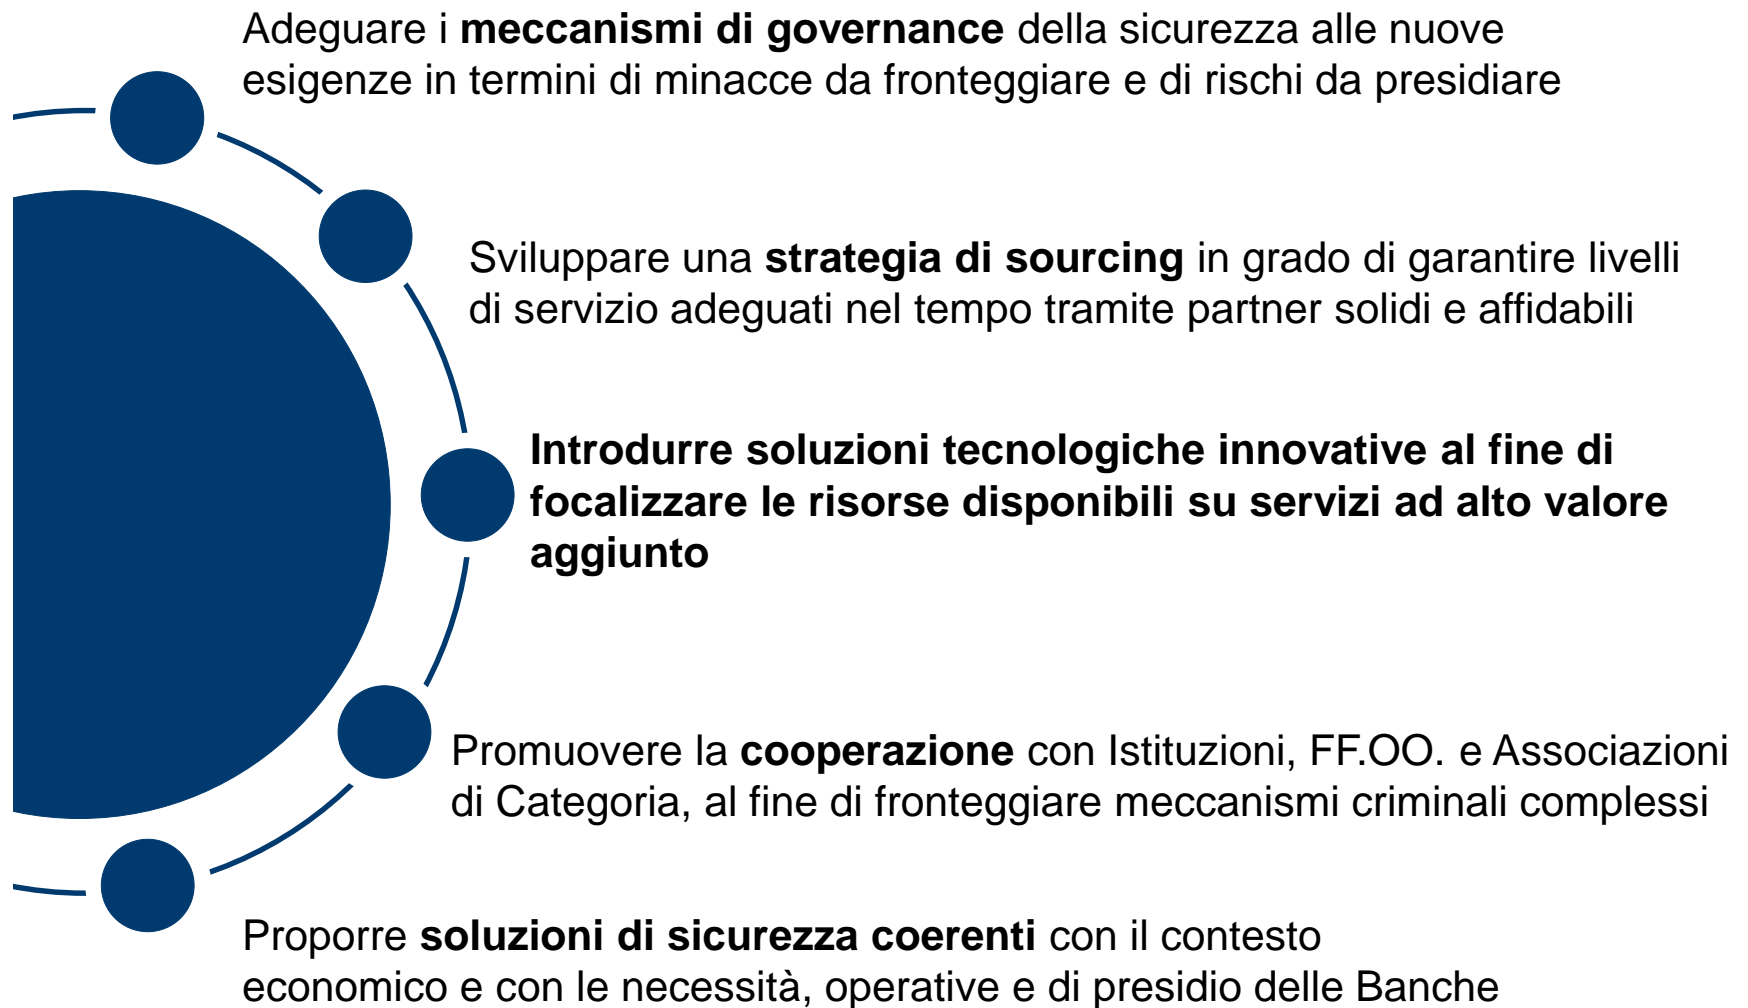 Adeguare i meccanismi di governance della sicurezza alle nuove
esigenze in termini di minacce da fronteggiare e di rischi da presidiare
Sviluppare una strategia di sourcing in grado di garantire livelli
di servizio adeguati nel tempo tramite partner solidi e affidabili
Introdurre soluzioni tecnologiche innovative al fine di
focalizzare le risorse disponibili su servizi ad alto valore
aggiunto
Promuovere la cooperazione con Istituzioni, FF.OO. e Associazioni
di Categoria, al fine di fronteggiare meccanismi criminali complessi
Proporre soluzioni di sicurezza coerenti con il contesto
economico e con le necessità, operative e di presidio delle Banche